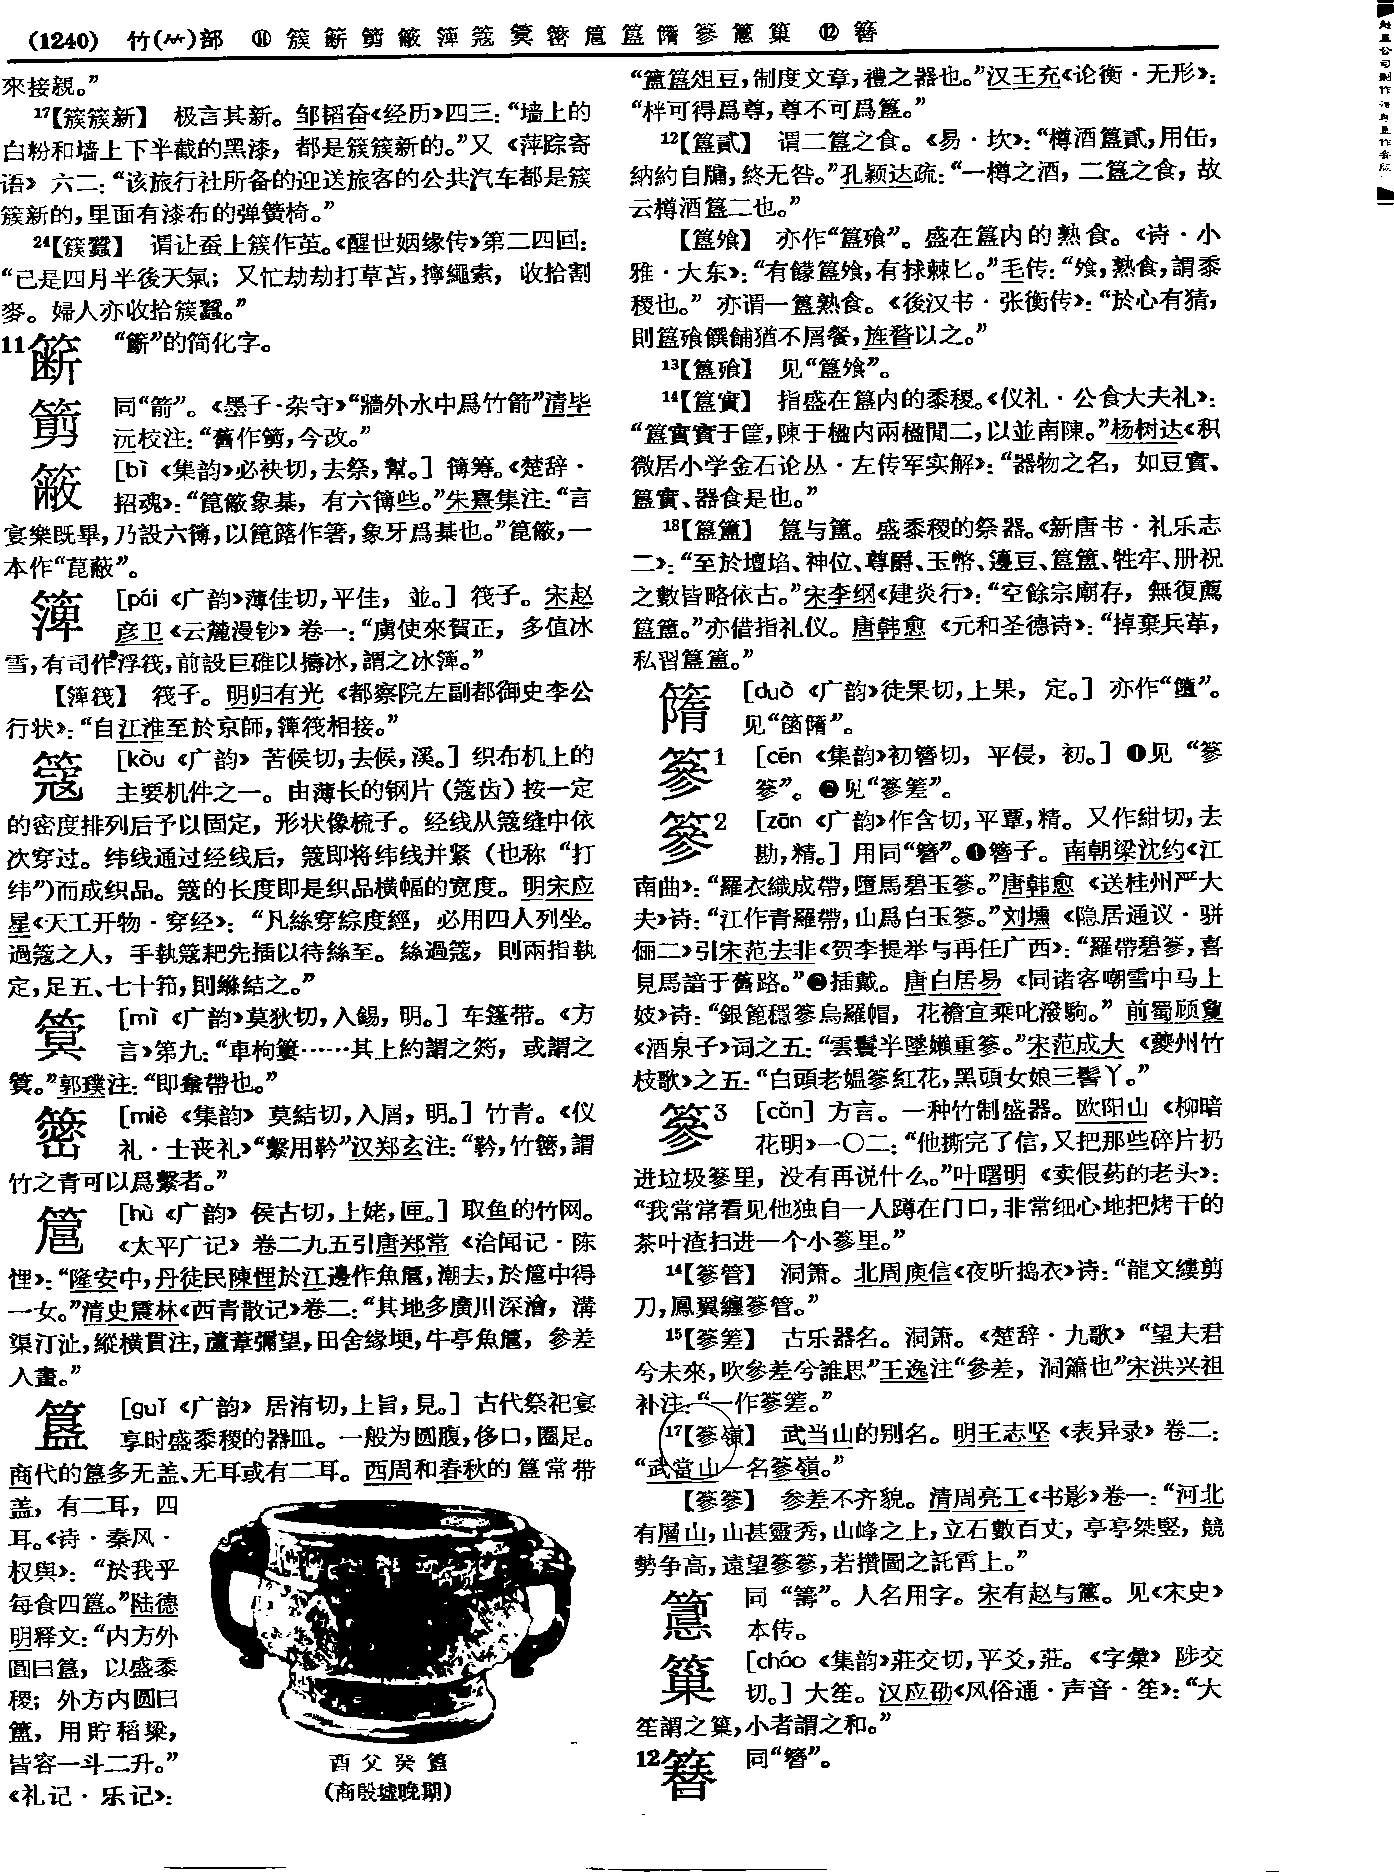 (1240) 竹(⺮)部 ⑪ 簇 簖 䈴 䉌 簰 簆 䈿 䉅 簄 簋 篟 篸 簅 䈾 ⑫ 簪
來接親。”
17【簇簇新】 极言其新。邹韬奋《经历》四三：“墙上的
白粉和墙上下半截的黑漆，都是簇簇新的。”又《萍踪寄
语》六二：“该旅行社所备的迎送旅客的公共汽车都是簇
簇新的，里面有漆布的弹簧椅。”
24【簇蠶】 谓让蚕上簇作茧。《醒世姻缘传》第二四回：
“已是四月半後天氣；又忙劫劫打草苫，擰繩索，收拾割
麥。婦人亦收拾簇蠶。”
11簖 “籪”的简化字。
同“箭”。《墨子·杂守》“牆外水中爲竹箭”清毕
沅校注：“舊作箾，今改。”
[bì《集韵》必袂切，去祭，幫。] 簙筹。《楚辞·
招魂》：“箟蔽象棊，有六簙些。”朱熹集注：“言
宴樂既畢，乃設六簙，以箟簬作箸，象牙爲棊也。”箟蔽，一
本作“菎蔽”。
簰 [pái《广韵》薄佳切，平佳，並。] 筏子。宋赵
彦卫《云麓漫钞》卷一：“虜使來賀正，多值冰
雪，有司作浮筏，前設巨碓以擣冰，謂之冰簰。”
【簰筏】 筏子。明归有光《都察院左副都御史李公
行状》：“自江淮至於京師，簰筏相接。”
簆 [kòu《广韵》苦候切，去候，溪。] 织布机上的
主要机件之一。由薄长的钢片（簆齿）按一定
的密度排列后予以固定，形状像梳子。经线从簆缝中依
次穿过。纬线通过经线后，簆即将纬线并紧（也称“打
纬”)而成织品。簆的长度即是织品横幅的宽度。明宋应
星《天工开物·穿经》：“凡絲穿綜度經，必用四人列坐。
過簆之人，手執簆耙先插以待絲至。絲過簆，則兩指執
定，足五、七十筘，則縧結之。”
[mì《广韵》莫狄切，入錫，明。] 车篷带。《方
言》第九：“車枸簍……其上約謂之筠，或謂之
。”郭璞注：“即軬帶也。”
[miè《集韵》莫結切，入屑，明。] 竹青。《仪
礼·士丧礼》“繫用靲”汉郑玄注：“靲，竹，謂
竹之青可以爲繫者。”
簄 [hù《广韵》侯古切，上姥，匣。] 取鱼的竹网。
《太平广记》卷二九五引唐郑常《洽闻记·陈
悝》：“隆安中，丹徒民陳悝於江邊作魚簄，潮去，於簄中得
一女。”清史震林《西青散记》卷二：“其地多廣川深澮，溝
渠汀沚，縱橫貫注，蘆葦彌望，田舍缘埂，牛亭魚簄，參差
入畫。”
簋 [guǐ《广韵》居洧切，上旨，見。] 古代祭祀宴
享时盛黍稷的器皿。一般为圆腹，侈口，圈足。
商代的簋多无盖、无耳或有二耳。西周和春秋的簋常带
盖，有二耳，四
耳。《诗·秦风·
权舆》：“於我乎
每食四簋。”陆德
明释文：“内方外
圓曰簋，以盛黍
稷；外方内圓曰
簠，用貯稻粱，
皆容一斗二升。”
《礼记·乐记》：
酉父癸簋
（商殷墟晚期）
“簠簋俎豆，制度文章，禮之器也。”汉王充《论衡·无形》：
“柈可得爲尊，尊不可爲簋。”
12【簋貳】 谓二簋之食。《易·坎》：“樽酒簋貳，用缶，
納約自牖，終无咎。”孔颖达疏：“一樽之酒，二簋之食，故
云樽酒簋二也。”
【簋飧】 亦作“簋飱”。盛在簋内的熟食。《诗·小
雅·大东》：“有饛簋飧，有捄棘匕。”毛传：“飧，熟食，謂黍
稷也。”亦谓一簋熟食。《後汉书·张衡传》：“於心有猜，
則簋飱饌餔猶不屑餐，旌瞀以之。”
13【簋飱】 见“簋飧”。
14【簋實】 指盛在簋内的黍稷。《仪礼·公食大夫礼》：
“簋實實于筐，陳于楹内兩楹閒二，以並南陳。”杨树达《积
微居小学金石论丛·左传军实解》：“器物之名，如豆實、
簋實、器食是也。”
18【簋簠】 簋与簠。盛黍稷的祭器。《新唐书·礼乐志
二》：“至於壇埳、神位、尊爵、玉幣、籩豆、簋簠、牲牢、册祝
之數皆略依古。”宋李纲《建炎行》：“空餘宗廟存，無復薦
簋簠。”亦借指礼仪。唐韩愈《元和圣德诗》：“掉棄兵革，
私習簋簠。”
[duò《广韵》徒果切，上果，定。] 亦作“”。
见“”。
篸1 [cēn《集韵》初簪切，平侵，初。] ❶见“篸
篸”。❷见“篸差”。
篸2 [zān《广韵》作含切，平覃，精。又作紺切，去
勘，精。] 用同“簪”。❶簪子。南朝梁沈约《江
南曲》：“羅衣織成帶，墮馬碧玉篸。”唐韩愈《送桂州严大
夫》诗：“江作青羅帶，山爲白玉篸。”刘壎《隐居通议·骈
俪二》引宋范去非《贺李提举与再任广西》：“羅帶碧篸，喜
見馬諳于舊路。”❷插戴。唐白居易《同诸客嘲雪中马上
妓》诗：“銀篦穩篸烏羅帽，花襜宜乘叱潑駒。”前蜀顾敻
《酒泉子》词之五：“雲鬟半墜嬾重篸。”宋范成大《夔州竹
枝歌》之五：“白頭老媪篸紅花，黑頭女娘三髻丫。”
篸3 [cǎn] 方言。一种竹制盛器。欧阳山《柳暗
花明》一〇二：“他撕完了信，又把那些碎片扔
进垃圾篸里，没有再说什么。”叶曙明《卖假药的老头》：
“我常常看见他独自一人蹲在门口，非常细心地把烤干的
茶叶渣扫进一个小篸里。”
14【篸管】 洞箫。北周庾信《夜听捣衣》诗：“龍文縷剪
刀，鳳翼纏篸管。”
15【篸差】 古乐器名。洞箫。《楚辞·九歌》“望夫君
兮未來，吹參差兮誰思”王逸注“參差，洞簫也”宋洪兴祖
补注：“一作篸差。”
17【篸嶺】 武当山的别名。明王志坚《表异录》卷二：
“武當山一名篸嶺。”
【篸篸】 参差不齐貌。清周亮工《书影》卷一：“河北
有層山，山甚靈秀，山峰之上，立石數百丈，亭亭桀竪，競
勢争高，遠望篸篸，若攢圖之託霄上。”
同“籌”。人名用字。宋有赵与。见《宋史》
本传。
[cháo《集韵》莊交切，平爻，莊。《字彙》陟交
切。] 大笙。汉应劭《风俗通·声音·笙》：“大
笙謂之，小者謂之和。”
12 同“簪”。